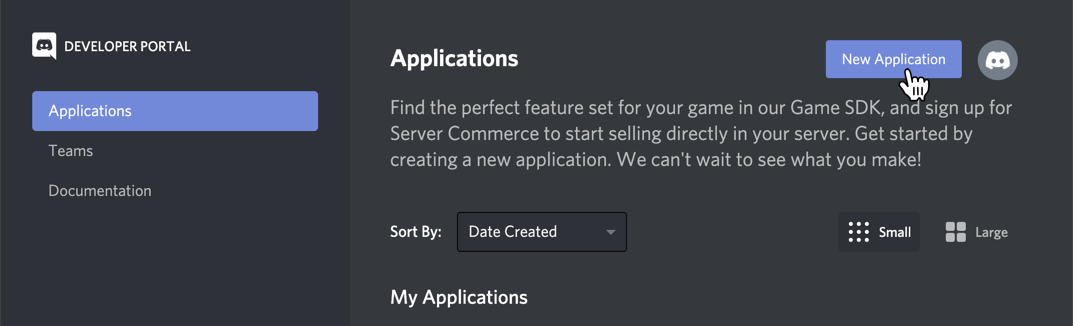 DEVELOPER PORTAL
Applications
Teams
Documentation
Applications
New Application
Find the perfect feature set for your game in our Game SDK, and sign up for
Server Commerce to start selling directly in your server. Get started by
creating a new application. We can't wait to see what you make!
Sort By:
Date Created
Small
Large
My Applications